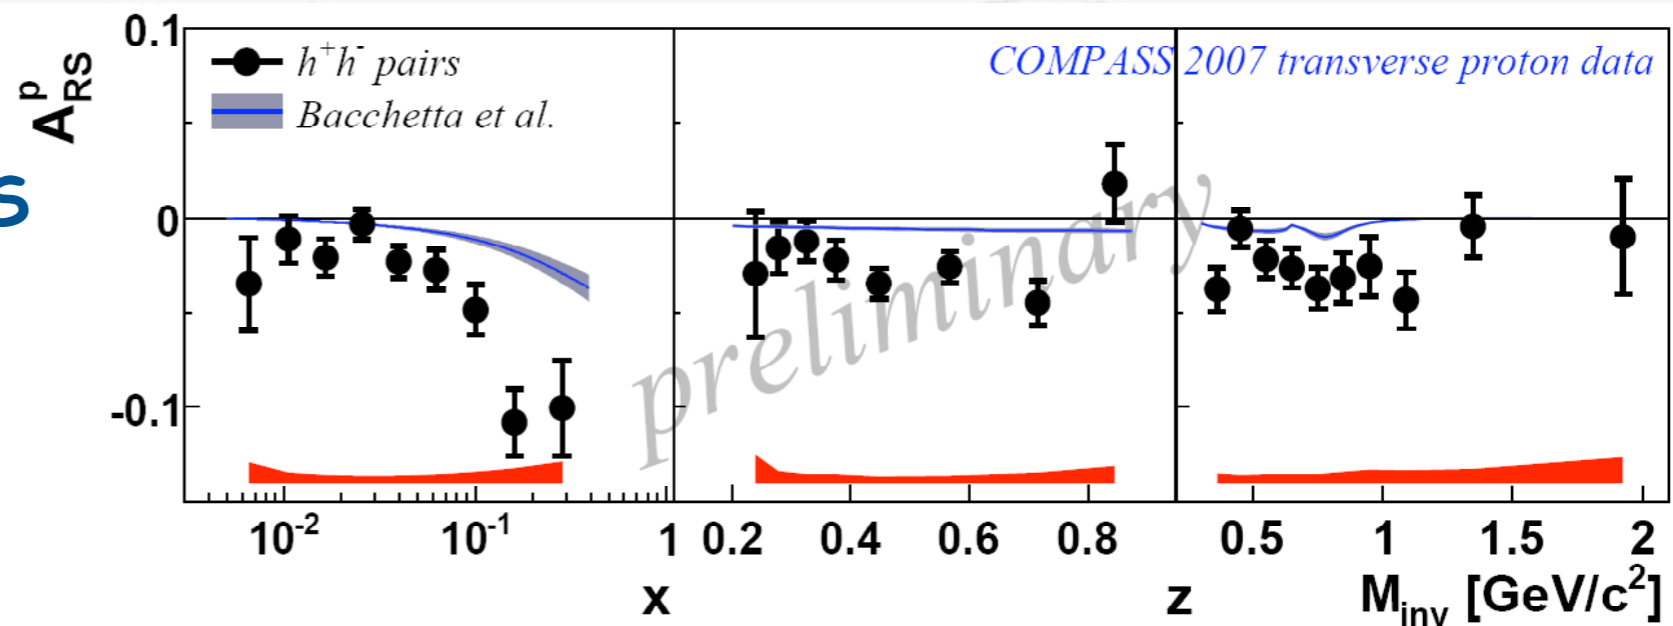 s
0.1
A^p_RS
0
-0.1
h⁺h⁻ pairs
Bacchetta et al.
COMPASS 2007 transverse proton data
preliminary
10⁻² 10⁻¹ 1 0.2 0.4 0.6 0.8 0.5 1 1.5 2
x z M_inv [GeV/c²]